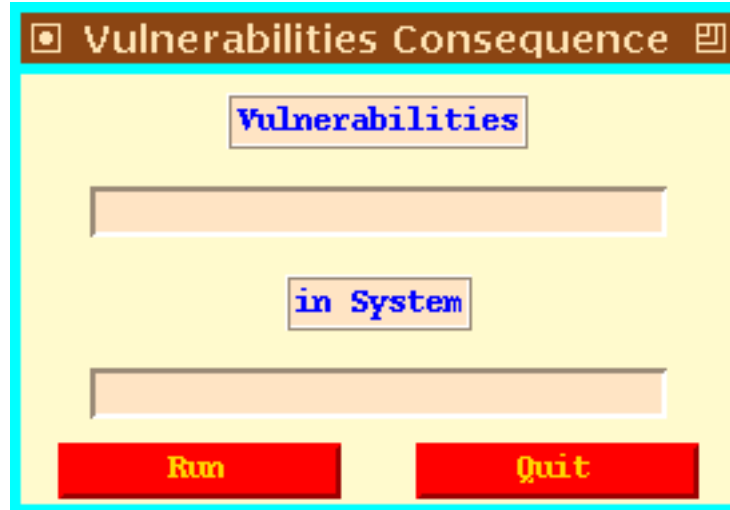 Vulnerabilities Consequence
Vulnerabilities
in System
Run Quit